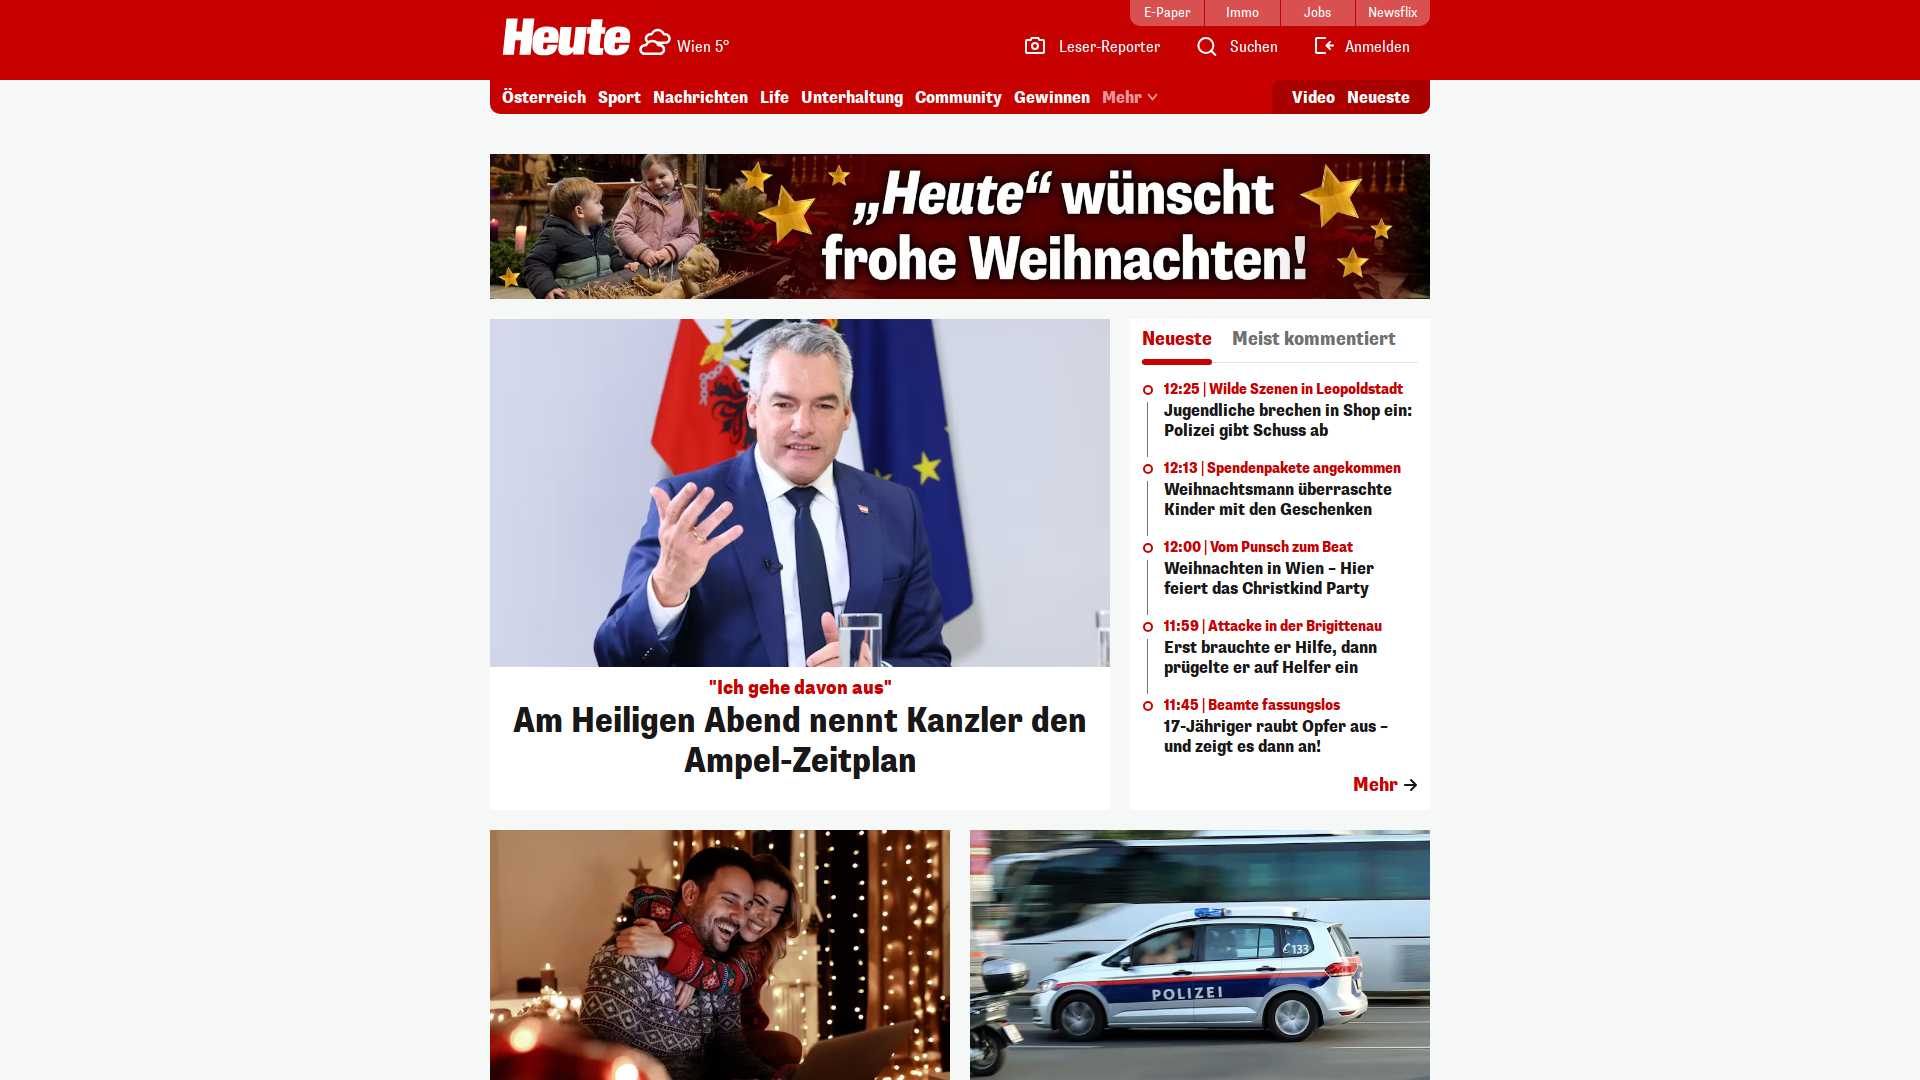 E-Paper
Immo
Jobs
Newsflix
Heute
Wien 5°
Leser-Reporter
Suchen
Anmelden
Österreich
Sport
Nachrichten
Life
Unterhaltung
Community
Gewinnen
Mehr
Video
Neueste
„Heute“ wünscht
frohe Weihnachten!
"Ich gehe davon aus"
Am Heiligen Abend nennt Kanzler den
Ampel-Zeitplan
Neueste
Meist kommentiert
12:25 | Wilde Szenen in Leopoldstadt
Jugendliche brechen in Shop ein:
Polizei gibt Schuss ab
12:13 | Spendenpakete angekommen
Weihnachtsmann überraschte
Kinder mit den Geschenken
12:00 | Vom Punsch zum Beat
Weihnachten in Wien – Hier
feiert das Christkind Party
11:59 | Attacke in der Brigittenau
Erst brauchte er Hilfe, dann
prügelte er auf Helfer ein
11:45 | Beamte fassungslos
17-Jähriger raubt Opfer aus –
und zeigt es dann an!
Mehr
133
POLIZEI